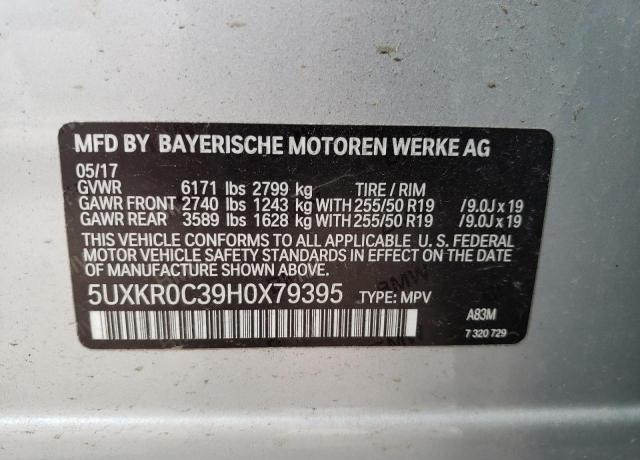 MFD BY BAYERISCHE MOTOREN WERKE AG
05/17
GVWR 6171 lbs 2799 kg TIRE / RIM
GAWR FRONT 2740 lbs 1243 kg WITH 255/50 R19 /9.0J x 19
GAWR REAR 3589 lbs 1628 kg WITH 255/50 R19 /9.0J x 19
THIS VEHICLE CONFORMS TO ALL APPLICABLE U. S. FEDERAL
MOTOR VEHICLE SAFETY STANDARDS IN EFFECT ON THE DATE
OF MANUFACTURE SHOWN ABOVE.
5UXKR0C39H0X79395 TYPE: MPV
A83M
7 320 729